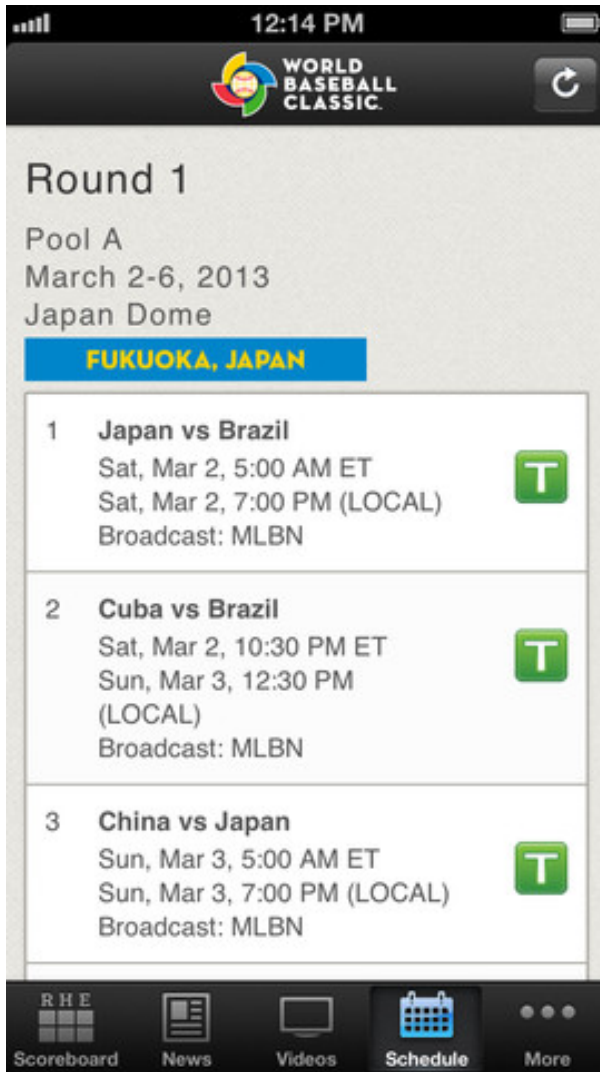 12:14 PM
WORLD
BASEBALL
CLASSIC.
Round 1
Pool A
March 2-6, 2013
Japan Dome
FUKUOKA, JAPAN
1 Japan vs Brazil
Sat, Mar 2, 5:00 AM ET
Sat, Mar 2, 7:00 PM (LOCAL)
Broadcast: MLBN
T
2 Cuba vs Brazil
Sat, Mar 2, 10:30 PM ET
Sun, Mar 3, 12:30 PM
(LOCAL)
Broadcast: MLBN
T
3 China vs Japan
Sun, Mar 3, 5:00 AM ET
Sun, Mar 3, 7:00 PM (LOCAL)
Broadcast: MLBN
T
R H E
Scoreboard News Videos Schedule More